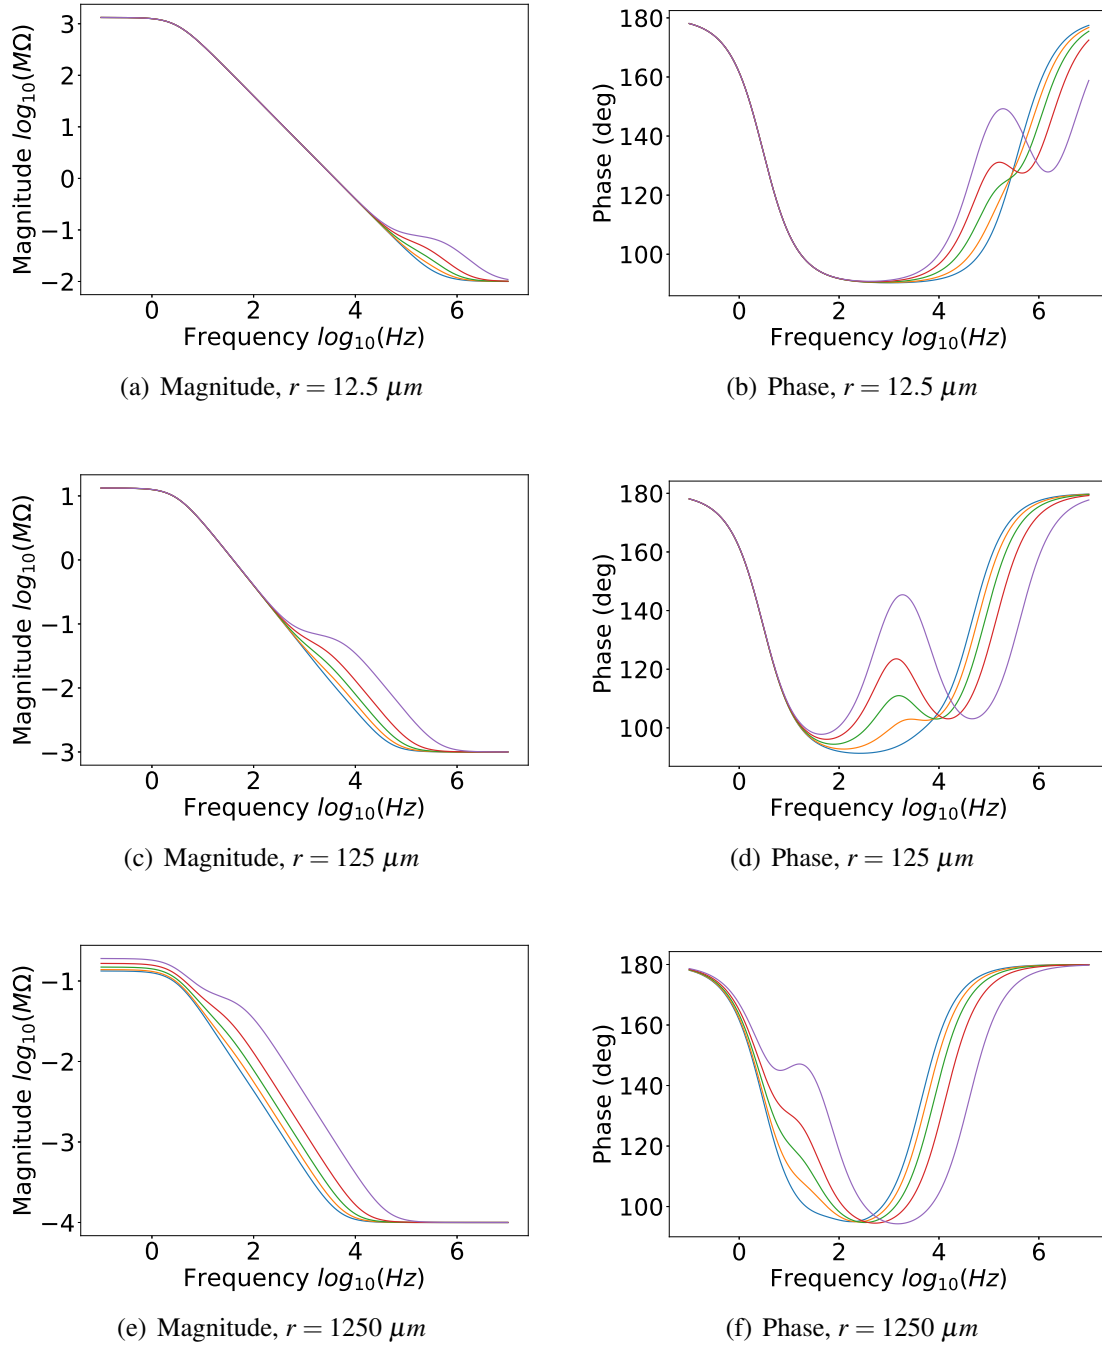 3
2
1
0
−1
−2
Magnitude log₁₀(MΩ)
0 2 4 6
Frequency log₁₀(Hz)
(a) Magnitude, r = 12.5 μm
180
160
140
120
100
Phase (deg)
0 2 4 6
Frequency log₁₀(Hz)
(b) Phase, r = 12.5 μm
1
0
−1
−2
−3
Magnitude log₁₀(MΩ)
0 2 4 6
Frequency log₁₀(Hz)
(c) Magnitude, r = 125 μm
180
160
140
120
100
Phase (deg)
0 2 4 6
Frequency log₁₀(Hz)
(d) Phase, r = 125 μm
−1
−2
−3
−4
Magnitude log₁₀(MΩ)
0 2 4 6
Frequency log₁₀(Hz)
(e) Magnitude, r = 1250 μm
180
160
140
120
100
Phase (deg)
0 2 4 6
Frequency log₁₀(Hz)
(f) Phase, r = 1250 μm